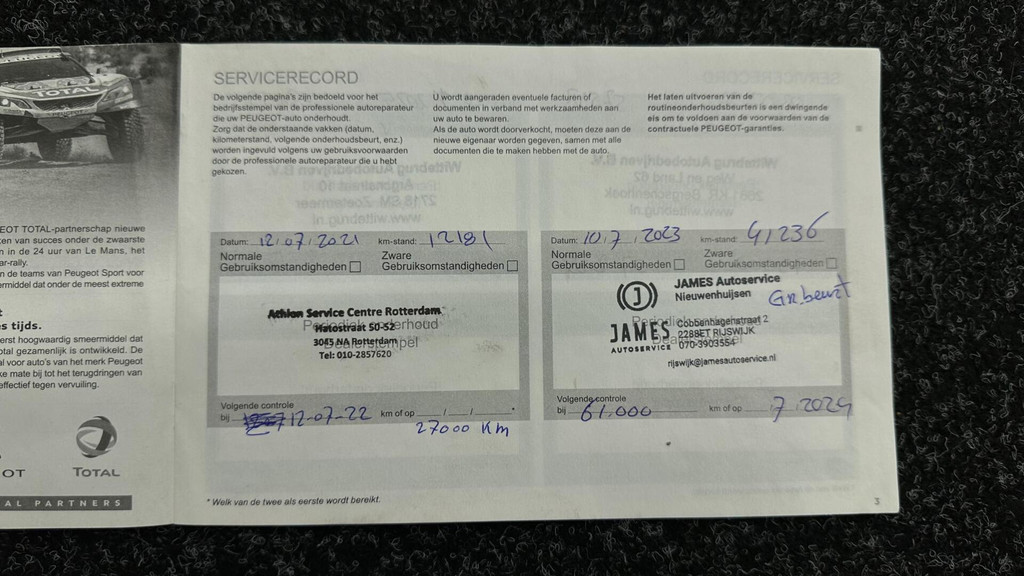 TOTAL
EOT TOTAL-partnerschap nieuwe
en van succes onder de zwaarste
n in de 24 uur van Le Mans, het
ar-rally.
n de teams van Peugeot Sport voor
ermiddel dat onder de meest extreme
t
s tijds.
erst hoogwaardig smeermiddel dat
otal gezamenlijk is ontwikkeld. De
al voor auto's van het merk Peugeot
ke mate bij tot het terugdringen van
effectief tegen vervuiling.
OT
TOTAL
AL PARTNERS
SERVICERECORD
De volgende pagina's zijn bedoeld voor het
bedrijfsstempel van de professionele autoreparateur
die uw PEUGEOT-auto onderhoudt.
Zorg dat de onderstaande vakken (datum,
kilometerstand, volgende onderhoudsbeurt, enz.)
worden ingevuld volgens uw gebruiksvoorwaarden
door de professionele autoreparateur die u hebt
gekozen.
U wordt aangeraden eventuele facturen of
documenten in verband met werkzaamheden aan
uw auto te bewaren.
Als de auto wordt doorverkocht, moeten deze aan de
nieuwe eigenaar worden gegeven, samen met alle
documenten die te maken hebben met de auto.
Het laten uitvoeren van de
routineonderhoudsbeurten is een dwingende
eis om te voldoen aan de voorwaarden van de
contractuele PEUGEOT-garanties.
Datum: 12/07/2021 km-stand: 12181
Normale
Gebruiksomstandigheden
Zware
Gebruiksomstandigheden
Athlon Service Centre Rotterdam
Matostraat 50-52
3045 NA Rotterdam
Tel: 010-2857620
Volgende controle
bij 12-07-22 km of op / / *
27000 Km
Datum: 10/7/2023 km-stand: 41236
Normale
Gebruiksomstandigheden
Zware
Gebruiksomstandigheden
JAMES Autoservice
Nieuwenhuijsen
Gr. beurt
J
JAMES
AUTOSERVICE
Cobbenhagenstraat 2
2288ET RIJSWIJK
070-3903554
rijswijk@jamesautoservice.nl
Volgende controle
bij 61.000 km of op 7/2024
* Welk van de twee als eerste wordt bereikt.
3